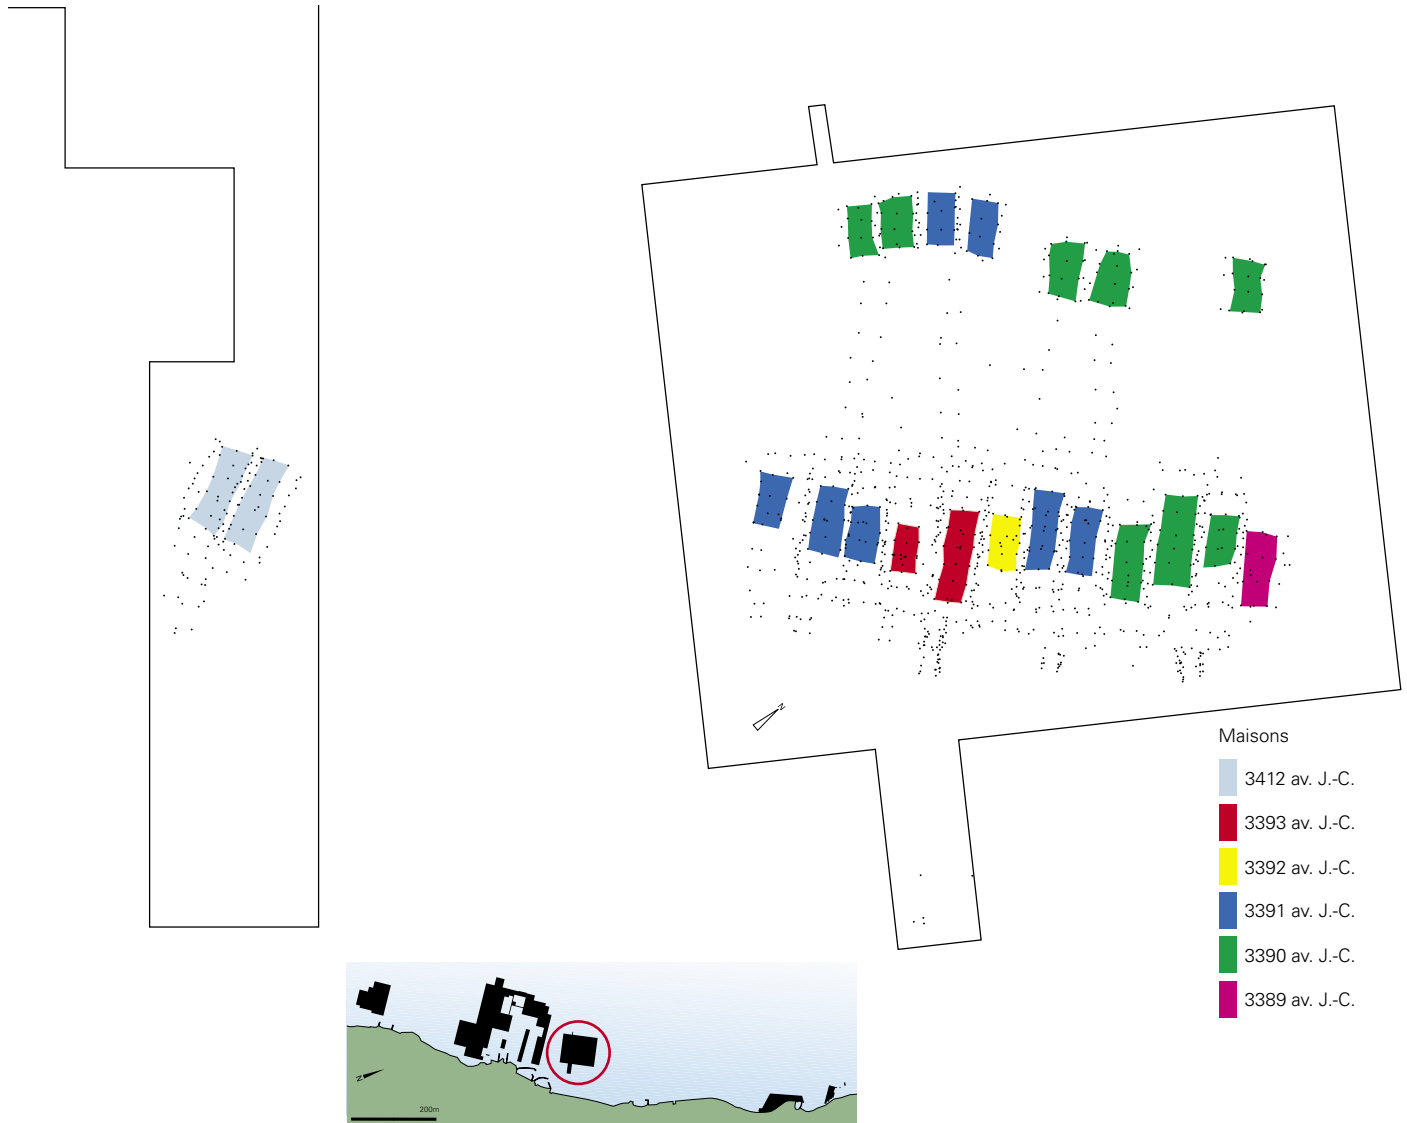 N
Maisons
3412 av. J.-C.
3393 av. J.-C.
3392 av. J.-C.
3391 av. J.-C.
3390 av. J.-C.
3389 av. J.-C.
N
200m